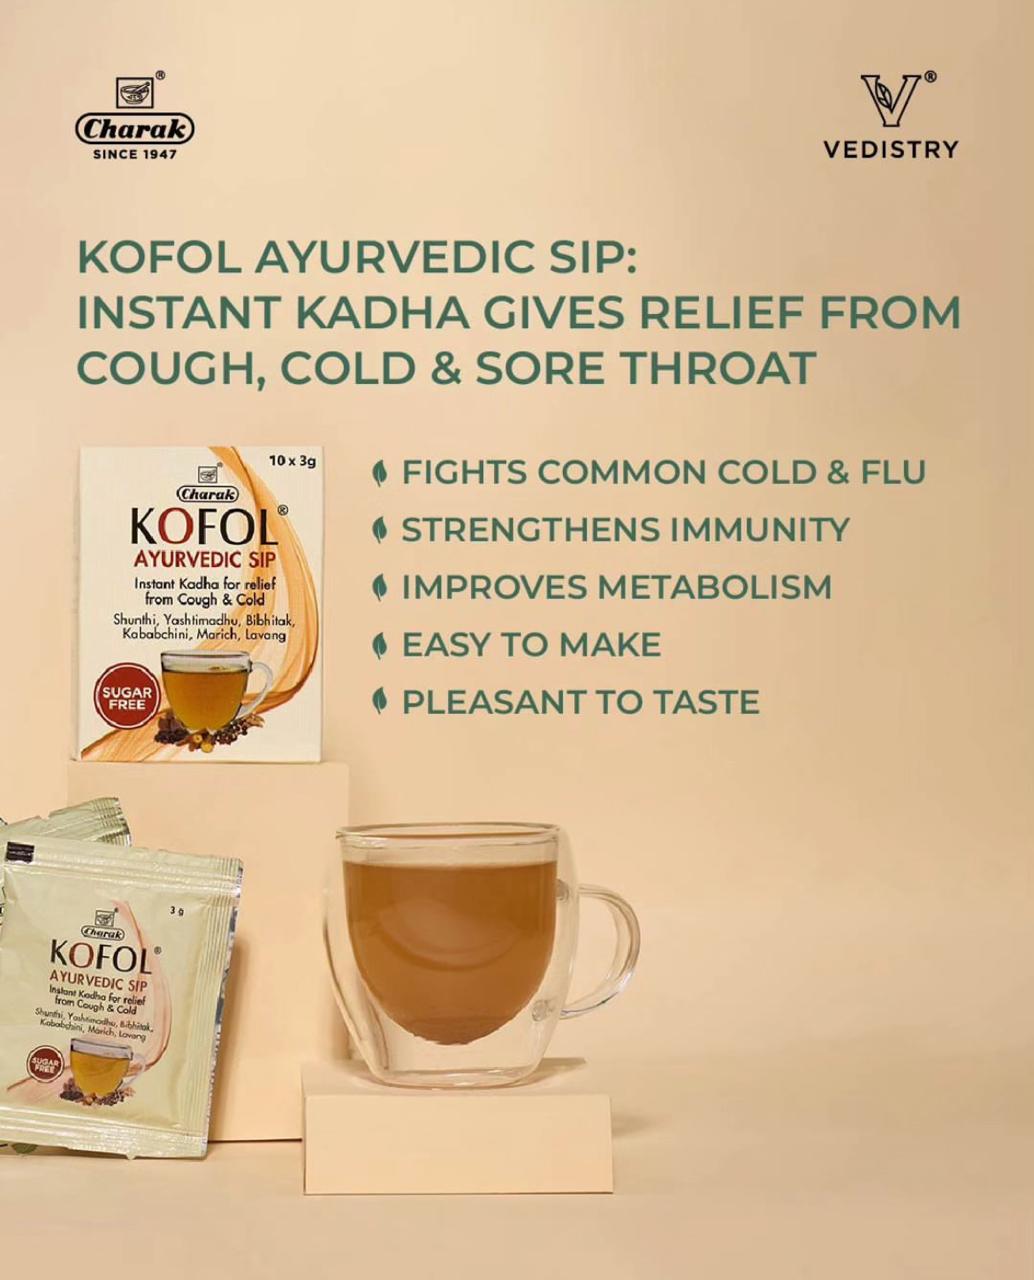 ®
Charak
SINCE 1947
V®
VEDISTRY
KOFOL AYURVEDIC SIP:
INSTANT KADHA GIVES RELIEF FROM
COUGH, COLD & SORE THROAT
10 x 3g
Charak
KOFOL®
AYURVEDIC SIP
Instant Kadha for relief
from Cough & Cold
Shunthi, Yashtimadhu, Bibhitak,
Kababchini, Marich, Lavang
SUGAR
FREE
FIGHTS COMMON COLD & FLU
STRENGTHENS IMMUNITY
IMPROVES METABOLISM
EASY TO MAKE
PLEASANT TO TASTE
3 g
Charak
KOFOL®
AYURVEDIC SIP
Instant Kadha for relief
from Cough & Cold
Shunthi, Yashtimadhu, Bibhitak,
Kababchini, Marich, Lavang
SUGAR
FREE